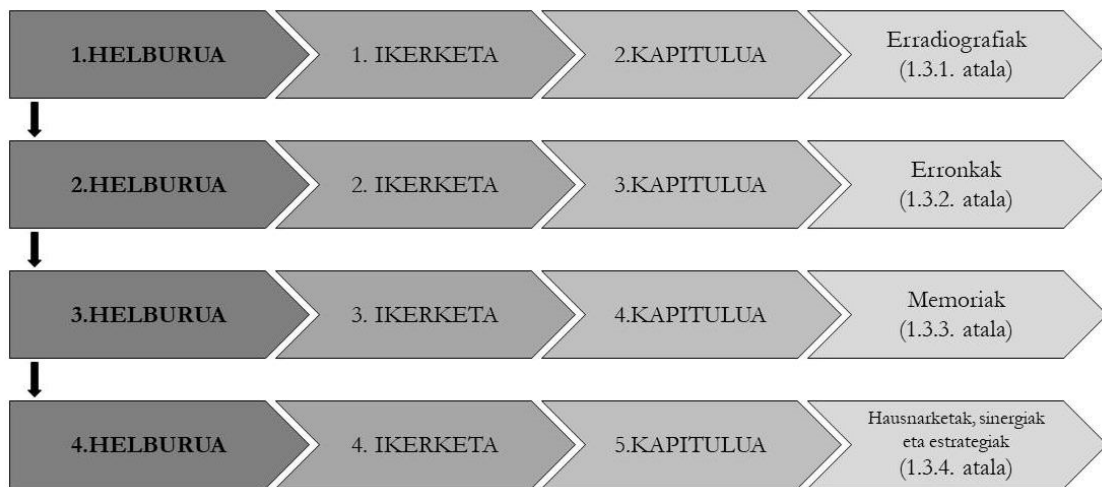 1.HELBURUA
1. IKERKETA
2.KAPITULUA
Erradiografiak
(1.3.1. atala)
2.HELBURUA
2. IKERKETA
3.KAPITULUA
Erronkak
(1.3.2. atala)
3.HELBURUA
3. IKERKETA
4.KAPITULUA
Memoriak
(1.3.3. atala)
4.HELBURUA
4. IKERKETA
5.KAPITULUA
Hausnarketak, sinergiak
eta estrategiak
(1.3.4. atala)